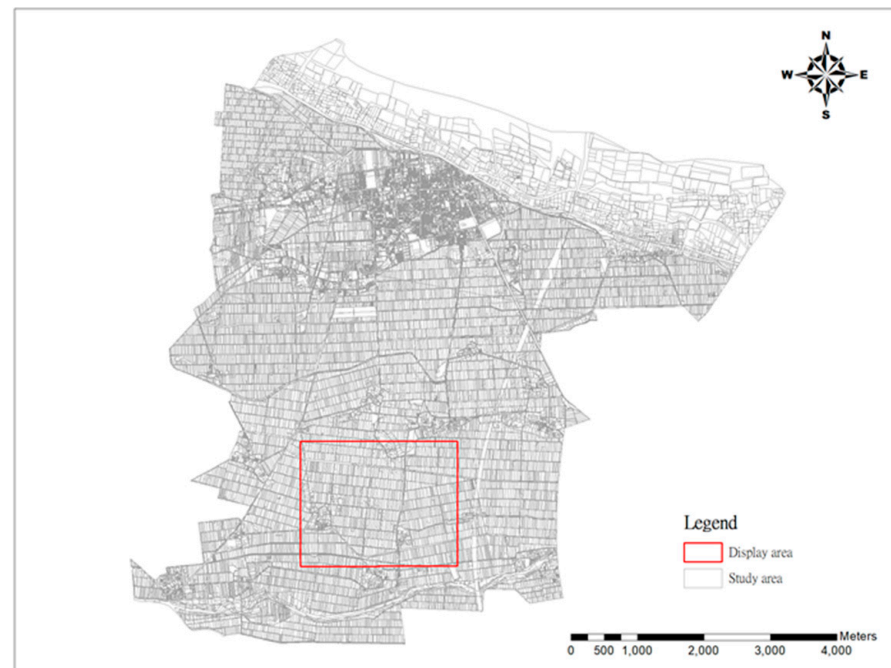 N
W E
S
Legend
Display area
Study area
Meters
0 500 1,000 2,000 3,000 4,000